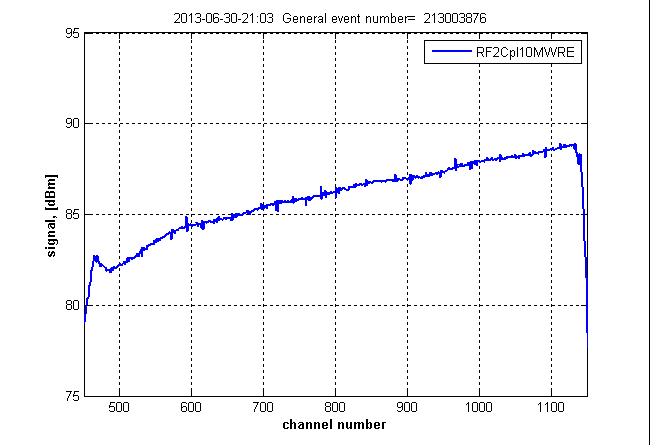 2013-06-30-21:03  General event number=  213003876
RF2Cpl10MWRE
95
90
85
80
75
signal, [dBm]
500 600 700 800 900 1000 1100
channel number